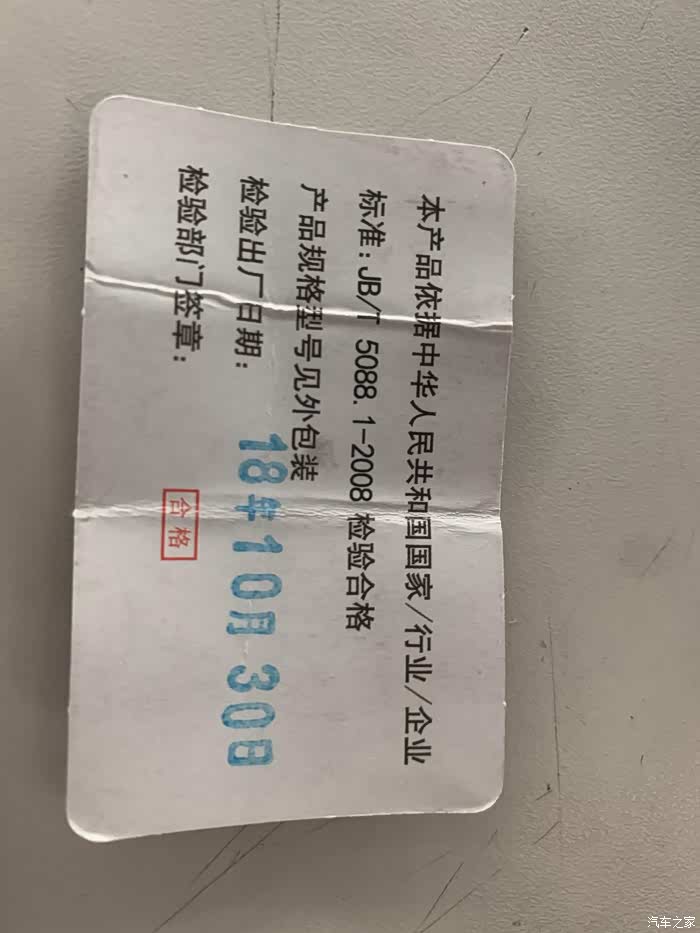 本产品依据中华人民共和国国家/行业/企业
标准：JB/T 5088.1-2008 检验合格
产品规格型号见外包装
检验出厂日期：18年10月30日
检验部门签章：合格
汽车之家